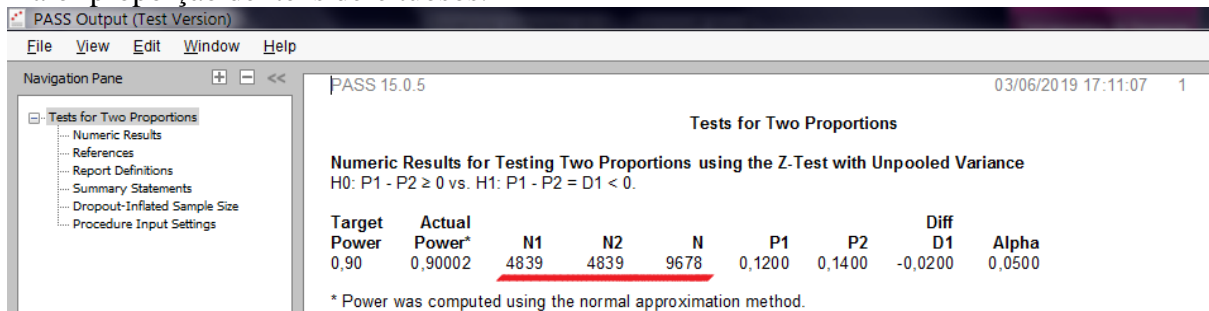 PASS Output (Test Version)
File View Edit Window Help
Navigation Pane + - <<
Tests for Two Proportions
Numeric Results
References
Report Definitions
Summary Statements
Dropout-Inflated Sample Size
Procedure Input Settings
PASS 15.0.5 03/06/2019 17:11:07 1
Tests for Two Proportions
Numeric Results for Testing Two Proportions using the Z-Test with Unpooled Variance
H0: P1 - P2 ≥ 0 vs. H1: P1 - P2 = D1 < 0.
Target Actual Diff
Power Power* N1 N2 N P1 P2 D1 Alpha
0,90 0,90002 4839 4839 9678 0,1200 0,1400 -0,0200 0,0500
* Power was computed using the normal approximation method.